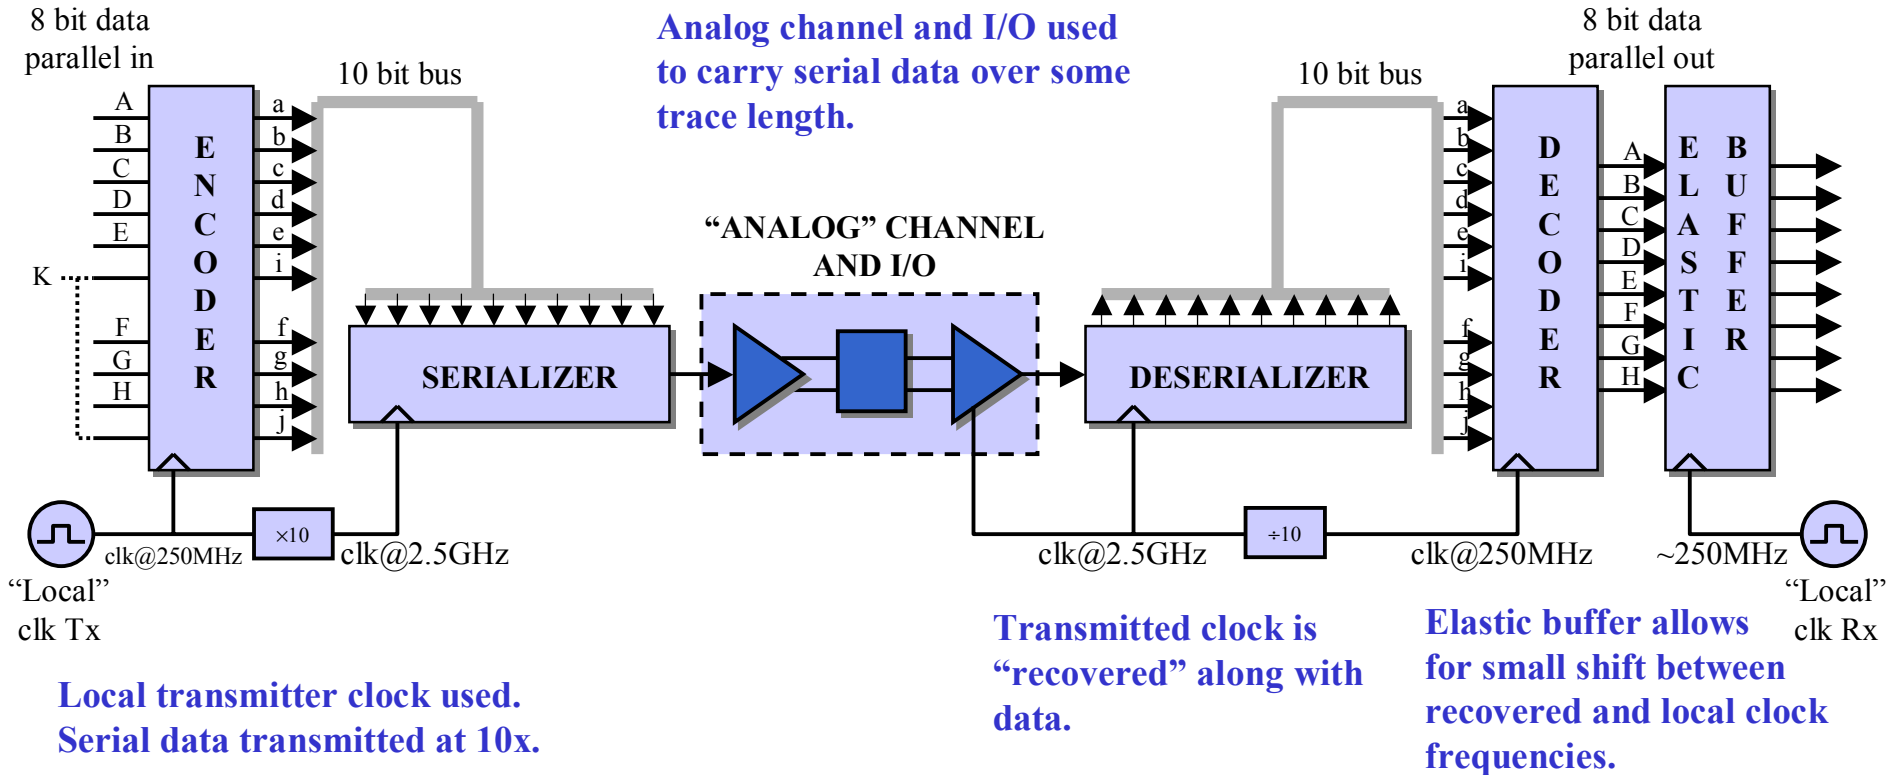 8 bit data
parallel in
10 bit bus
Analog channel and I/O used
to carry serial data over some
trace length.
10 bit bus
8 bit data
parallel out
A
B
C
D
E
K
F
G
H
ENCODER
a
b
c
d
e
i
f
g
h
j
SERIALIZER
“ANALOG” CHANNEL
AND I/O
DESERIALIZER
a
b
c
d
e
i
f
g
h
j
DECODER
A
B
C
D
E
F
G
H
ELASTIC
BUFFER
×10
clk@250MHz
clk@2.5GHz
“Local”
clk Tx
clk@2.5GHz
÷10
clk@250MHz
~250MHz
“Local”
clk Rx
Local transmitter clock used.
Serial data transmitted at 10x.
Transmitted clock is
“recovered” along with
data.
Elastic buffer allows
for small shift between
recovered and local clock
frequencies.